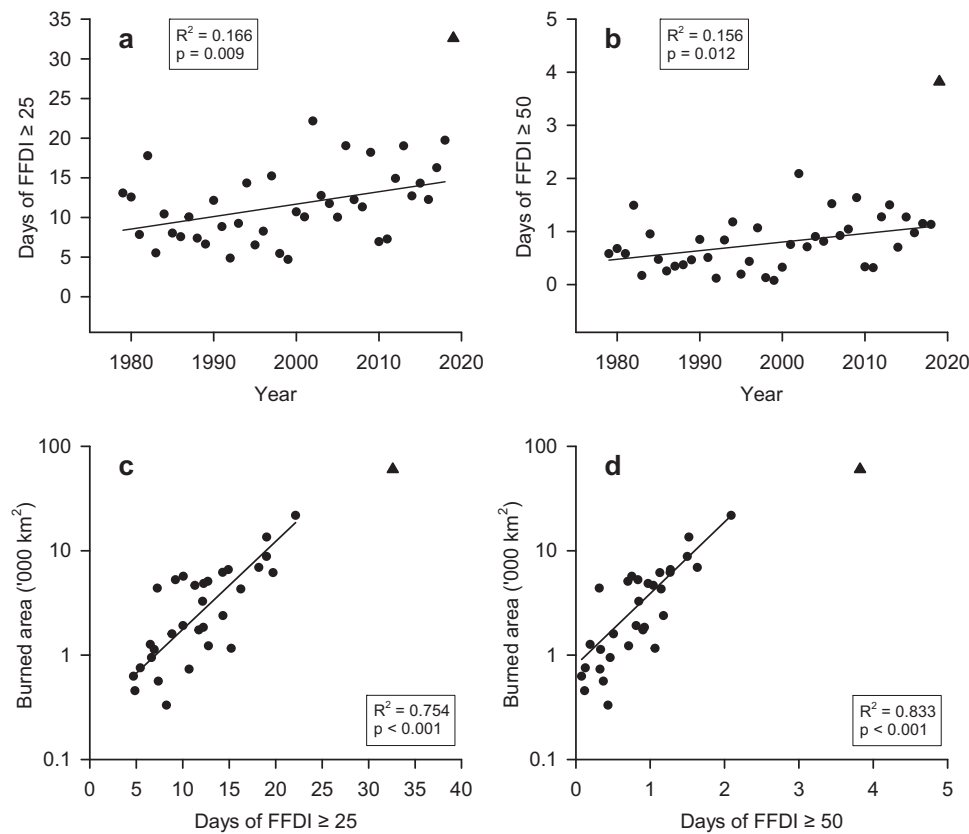 a
R² = 0.166
p = 0.009
35
30
25
20
15
10
5
0
Days of FFDI ≥ 25
1980 1990 2000 2010 2020
Year
b
R² = 0.156
p = 0.012
5
4
3
2
1
0
Days of FFDI ≥ 50
1980 1990 2000 2010 2020
Year
c
100
10
1
0.1
Burned area ('000 km²)
R² = 0.754
p < 0.001
0 5 10 15 20 25 30 35 40
Days of FFDI ≥ 25
d
100
10
1
0.1
Burned area ('000 km²)
R² = 0.833
p < 0.001
0 1 2 3 4 5
Days of FFDI ≥ 50